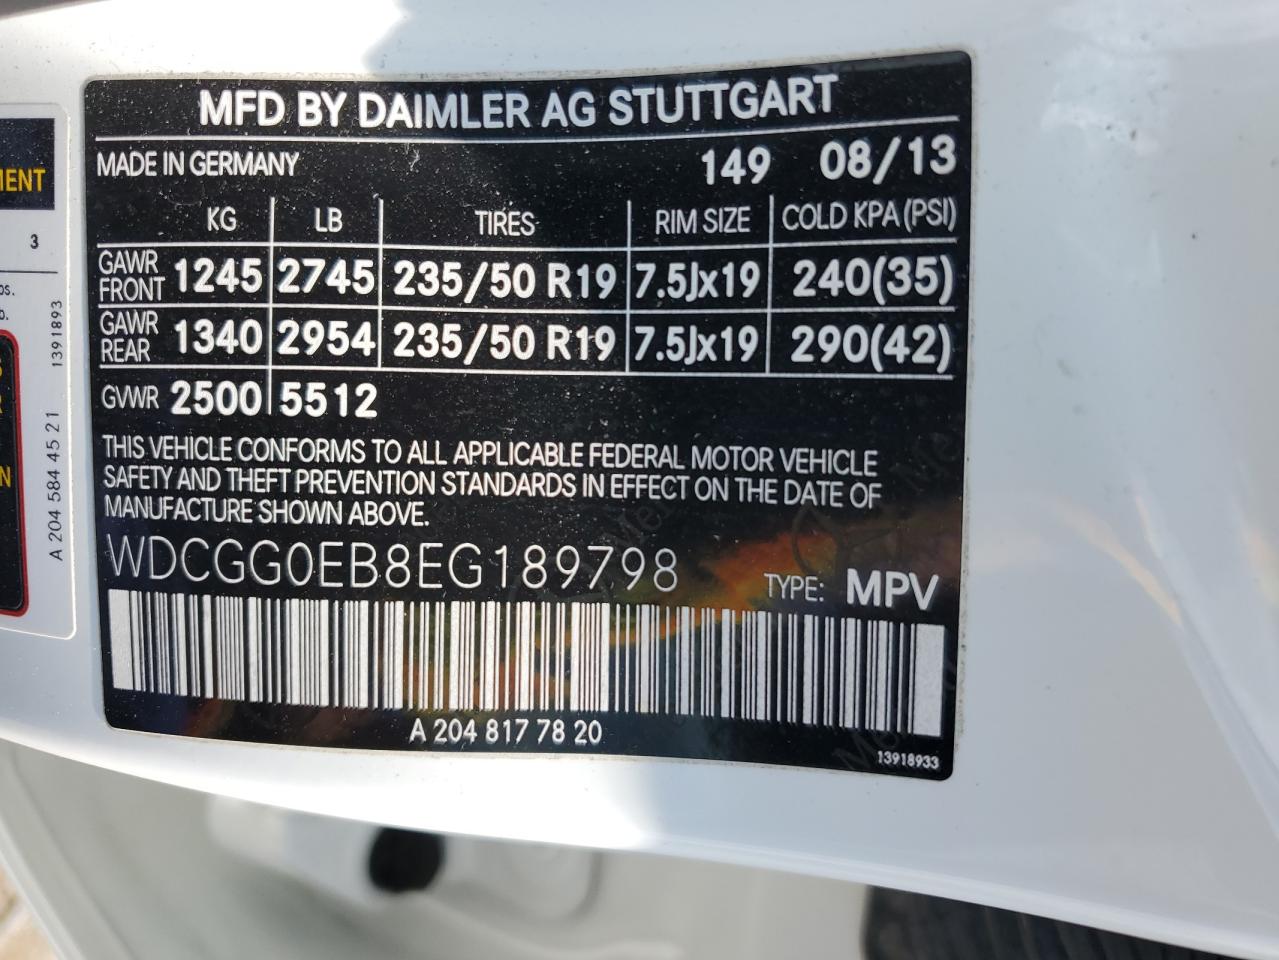 MFD BY DAIMLER AG STUTTGART
MADE IN GERMANY 149 08/13
KG LB TIRES RIM SIZE COLD KPA (PSI)
GAWR FRONT 1245 2745 235/50 R19 7.5Jx19 240(35)
GAWR REAR 1340 2954 235/50 R19 7.5Jx19 290(42)
GVWR 2500 5512
THIS VEHICLE CONFORMS TO ALL APPLICABLE FEDERAL MOTOR VEHICLE
SAFETY AND THEFT PREVENTION STANDARDS IN EFFECT ON THE DATE OF
MANUFACTURE SHOWN ABOVE.
WDCGG0EB8EG189798 TYPE: MPV
A 204 817 78 20
13918933
3
A 204 584 45 21 1391893